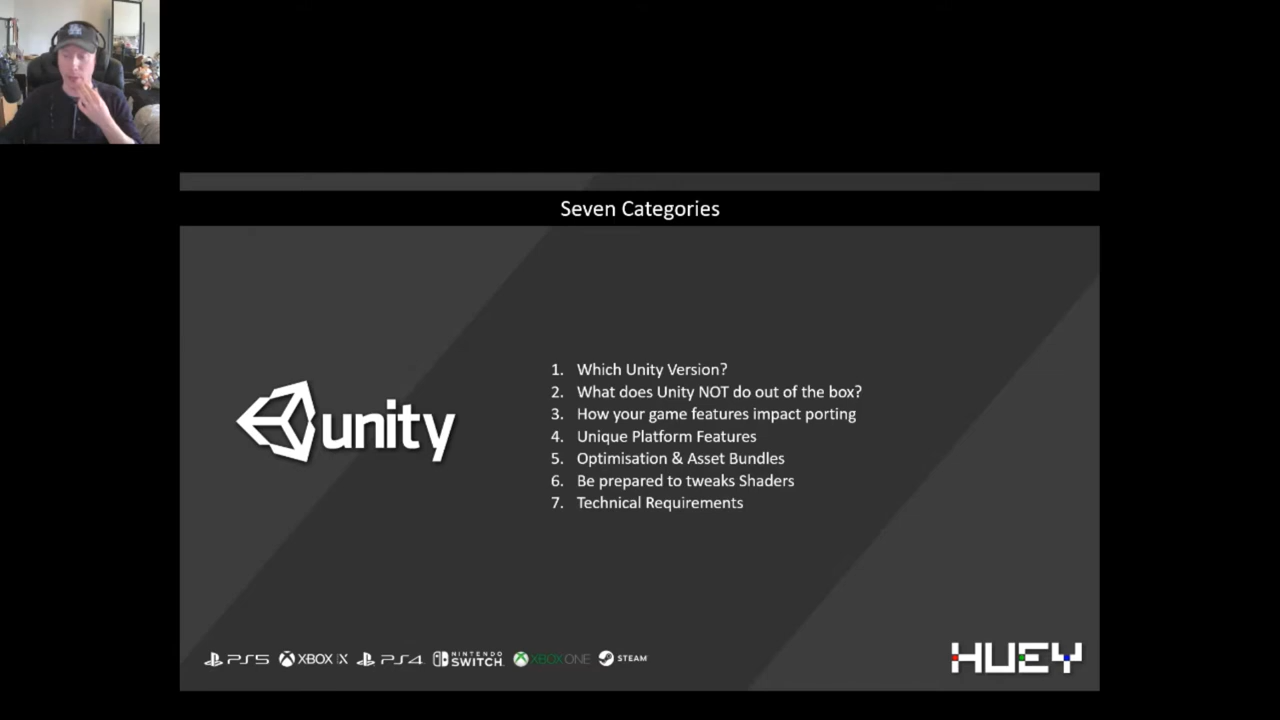 Seven Categories
unity
1. Which Unity Version?
2. What does Unity NOT do out of the box?
3. How your game features impact porting
4. Unique Platform Features
5. Optimisation & Asset Bundles
6. Be prepared to tweaks Shaders
7. Technical Requirements
PS5 XBOX X PS4 NINTENDO SWITCH XBOX ONE STEAM
HUEY